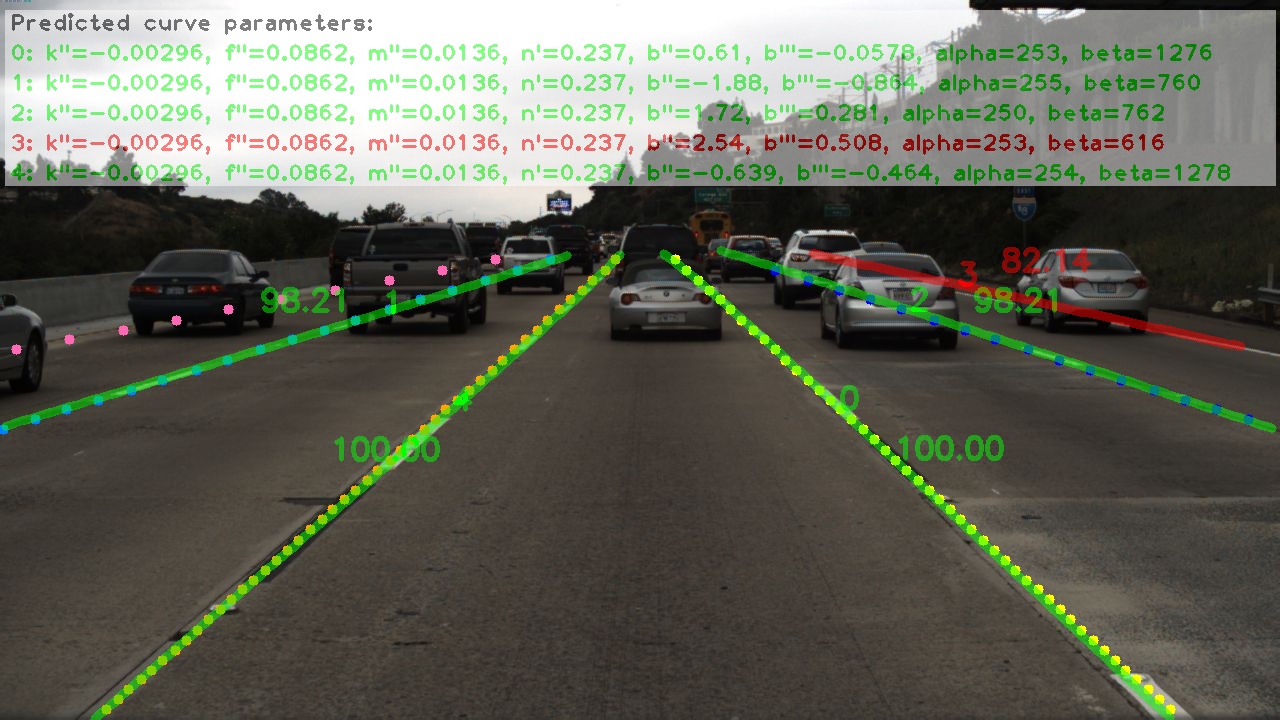 Predicted curve parameters:
0: k''=-0.00296, f''=0.0862, m''=0.0136, n'=0.237, b''=0.61, b'''=-0.0578, alpha=253, beta=1276
1: k''=-0.00296, f''=0.0862, m''=0.0136, n'=0.237, b''=-1.88, b'''=-0.864, alpha=255, beta=760
2: k''=-0.00296, f''=0.0862, m''=0.0136, n'=0.237, b''=1.72, b'''=0.281, alpha=250, beta=762
3: k''=-0.00296, f''=0.0862, m''=0.0136, n'=0.237, b''=2.54, b'''=0.508, alpha=253, beta=616
4: k''=-0.00296, f''=0.0862, m''=0.0136, n'=0.237, b''=-0.639, b'''=-0.464, alpha=254, beta=1278
EAST
8
82.14
3
98.21 1
2 98.21
4
0
100.00
100.00